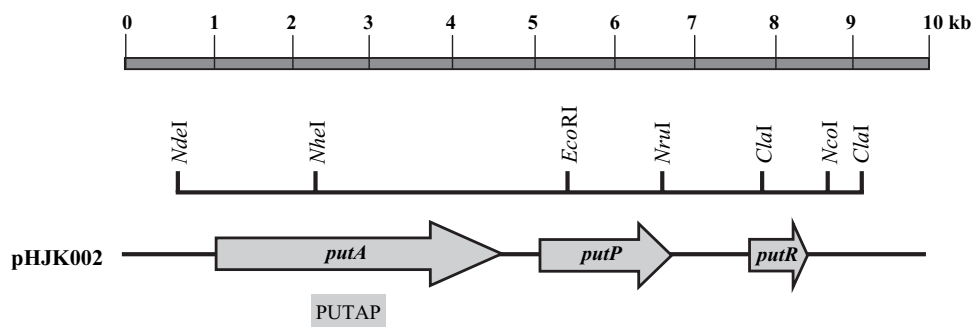 0 1 2 3 4 5 6 7 8 9 10 kb
NdeI NheI EcoRI NruI ClaI NcoI ClaI
pHJK002 putA putP putR
PUTAP